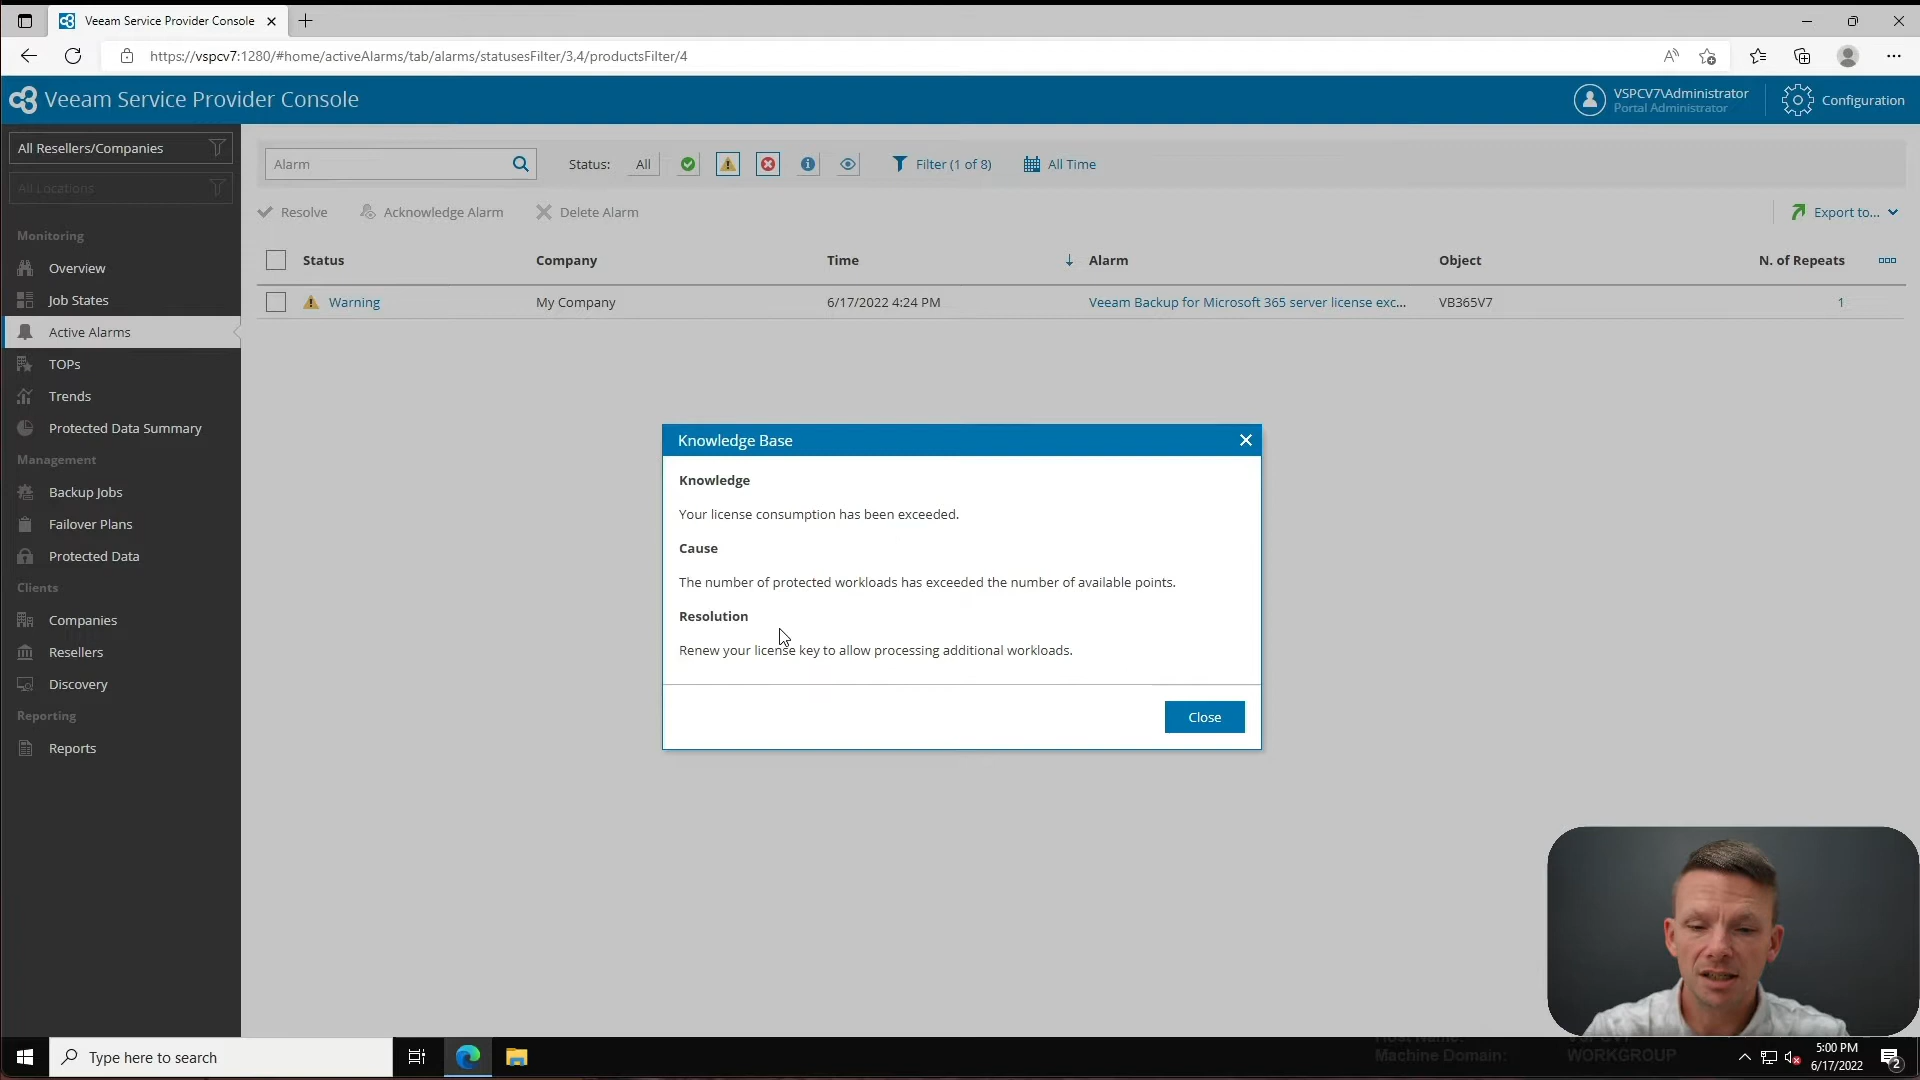 Veeam Service Provider Console
https://vspcv7:1280/#home/activeAlarms/tab/alarms/statusesFilter/3,4/productsFilter/4
Veeam Service Provider Console
VSPCV7\Administrator
Portal Administrator
Configuration
All Resellers/Companies
All Locations
Monitoring
Overview
Job States
Active Alarms
TOPs
Trends
Protected Data Summary
Management
Backup Jobs
Failover Plans
Protected Data
Clients
Companies
Resellers
Discovery
Reporting
Reports
Alarm
Status: All
Filter (1 of 8)
All Time
Resolve
Acknowledge Alarm
Delete Alarm
Export to...
Status Company Time Alarm Object N. of Repeats
Warning My Company 6/17/2022 4:24 PM Veeam Backup for Microsoft 365 server license exc... VB365V7 1
Knowledge Base
Knowledge
Your license consumption has been exceeded.
Cause
The number of protected workloads has exceeded the number of available points.
Resolution
Renew your license key to allow processing additional workloads.
Close
Machine Domain: WORKGROUP
Type here to search
5:00 PM
6/17/2022
2